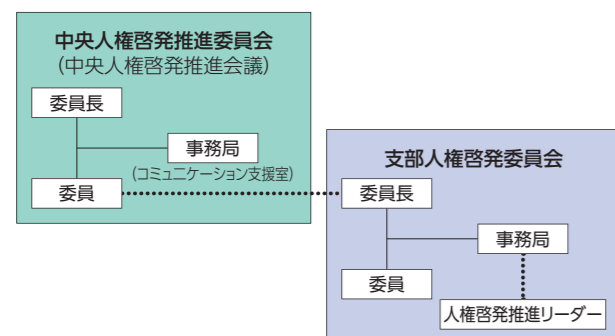 中央人権啓発推進委員会
(中央人権啓発推進会議)
委員長
事務局
(コミュニケーション支援室)
委員
支部人権啓発委員会
委員長
事務局
委員
人権啓発推進リーダー